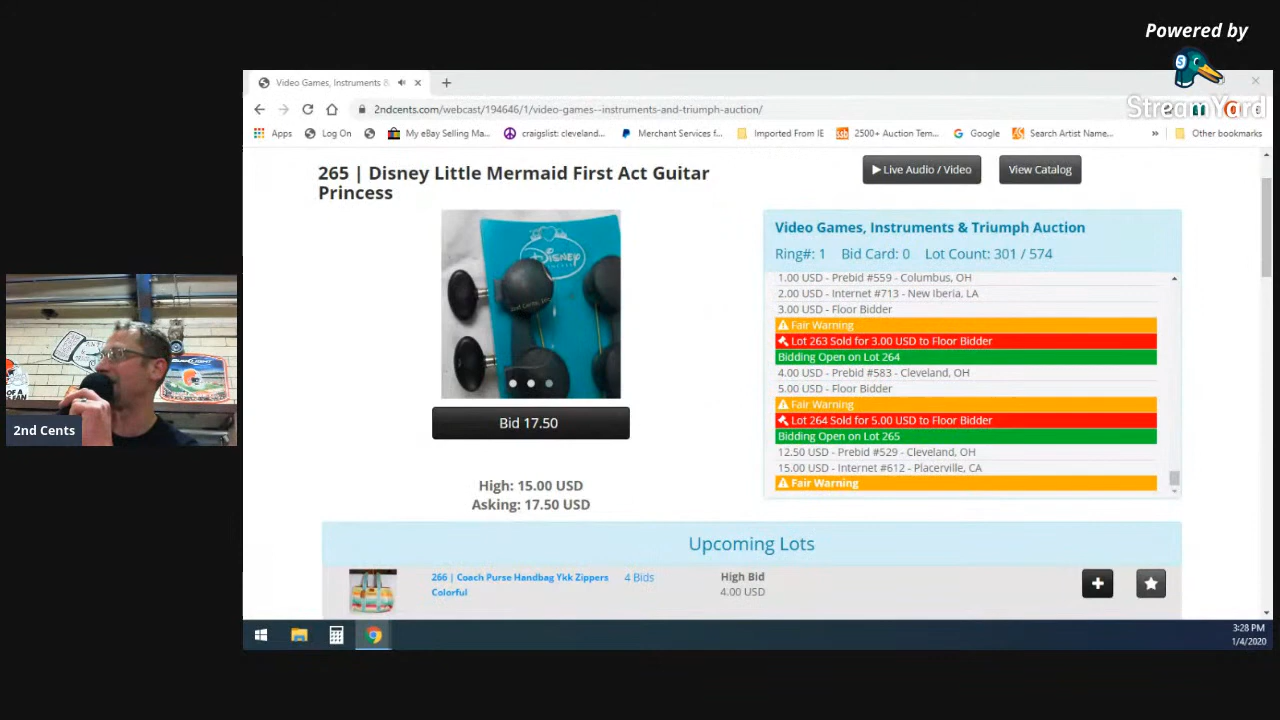 Powered by
StreamYard
Video Games, Instruments &
2ndcents.com/webcast/194646/1/video-games--instruments-and-triumph-auction/
Apps
Log On
My eBay Selling Ma...
craigslist: cleveland...
Merchant Services f...
Imported From IE
2500+ Auction Tem...
Google
Search Artist Name...
»
Other bookmarks
265 | Disney Little Mermaid First Act Guitar
Princess
Live Audio / Video
View Catalog
Disney
Bid 17.50
High: 15.00 USD
Asking: 17.50 USD
Video Games, Instruments & Triumph Auction
Ring#: 1 Bid Card: 0 Lot Count: 301 / 574
1.00 USD - Prebid #559 - Columbus, OH
2.00 USD - Internet #713 - New Iberia, LA
3.00 USD - Floor Bidder
Fair Warning
Lot 263 Sold for 3.00 USD to Floor Bidder
Bidding Open on Lot 264
4.00 USD - Prebid #583 - Cleveland, OH
5.00 USD - Floor Bidder
Fair Warning
Lot 264 Sold for 5.00 USD to Floor Bidder
Bidding Open on Lot 265
12.50 USD - Prebid #529 - Cleveland, OH
15.00 USD - Internet #612 - Placerville, CA
Fair Warning
2nd Cents
Upcoming Lots
266 | Coach Purse Handbag Ykk Zippers
Colorful
4 Bids
High Bid
4.00 USD
3:28 PM
1/4/2020